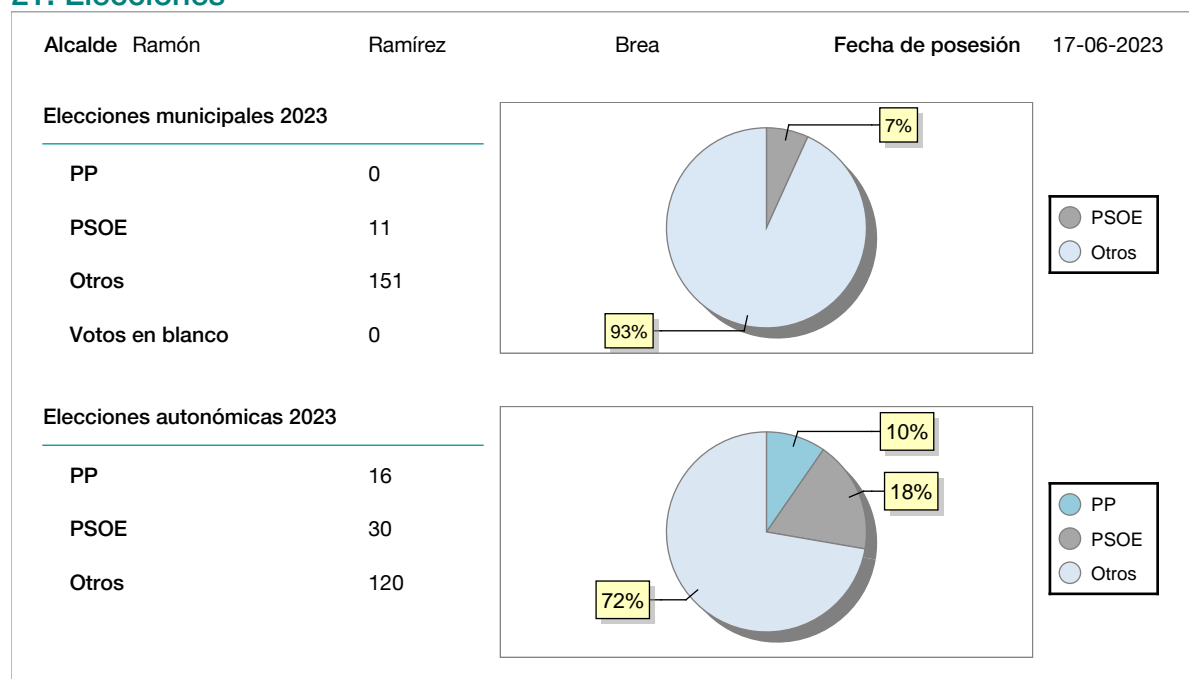 21. Elecciones
Alcalde Ramón Ramírez Brea Fecha de posesión 17-06-2023
Elecciones municipales 2023
PP 0
PSOE 11
Otros 151
Votos en blanco 0
7%
93%
PSOE
Otros
Elecciones autonómicas 2023
PP 16
PSOE 30
Otros 120
10%
18%
72%
PP
PSOE
Otros